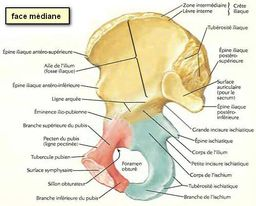 face médiane
Zone intermédiaire
Lèvre interne
Crête
iliaque
Tubérosité iliaque
Épine iliaque antéro-supérieure
Épine
iliaque
postéro-
supérieure
Aile de l'ilium
(fosse iliaque)
Surface
auriculaire
(pour le sacrum)
Épine iliaque antéro-inférieure
Épine
iliaque
postéro-
inférieure
Ligne arquée
Éminence ilio-pubienne
Grande incisure ischiatique
Branche supérieure du pubis
Épine ischiatique
Pecten du pubis
(ligne pectinée)
Corps de l'ilium
Petite incisure ischiatique
Tubercule pubien
Foramen
obturé
Corps de l'ischium
Surface symphysaire
Tubérosité ischiatique
Sillon obturateur
Branche de l'ischium
Branche inférieure du pubis